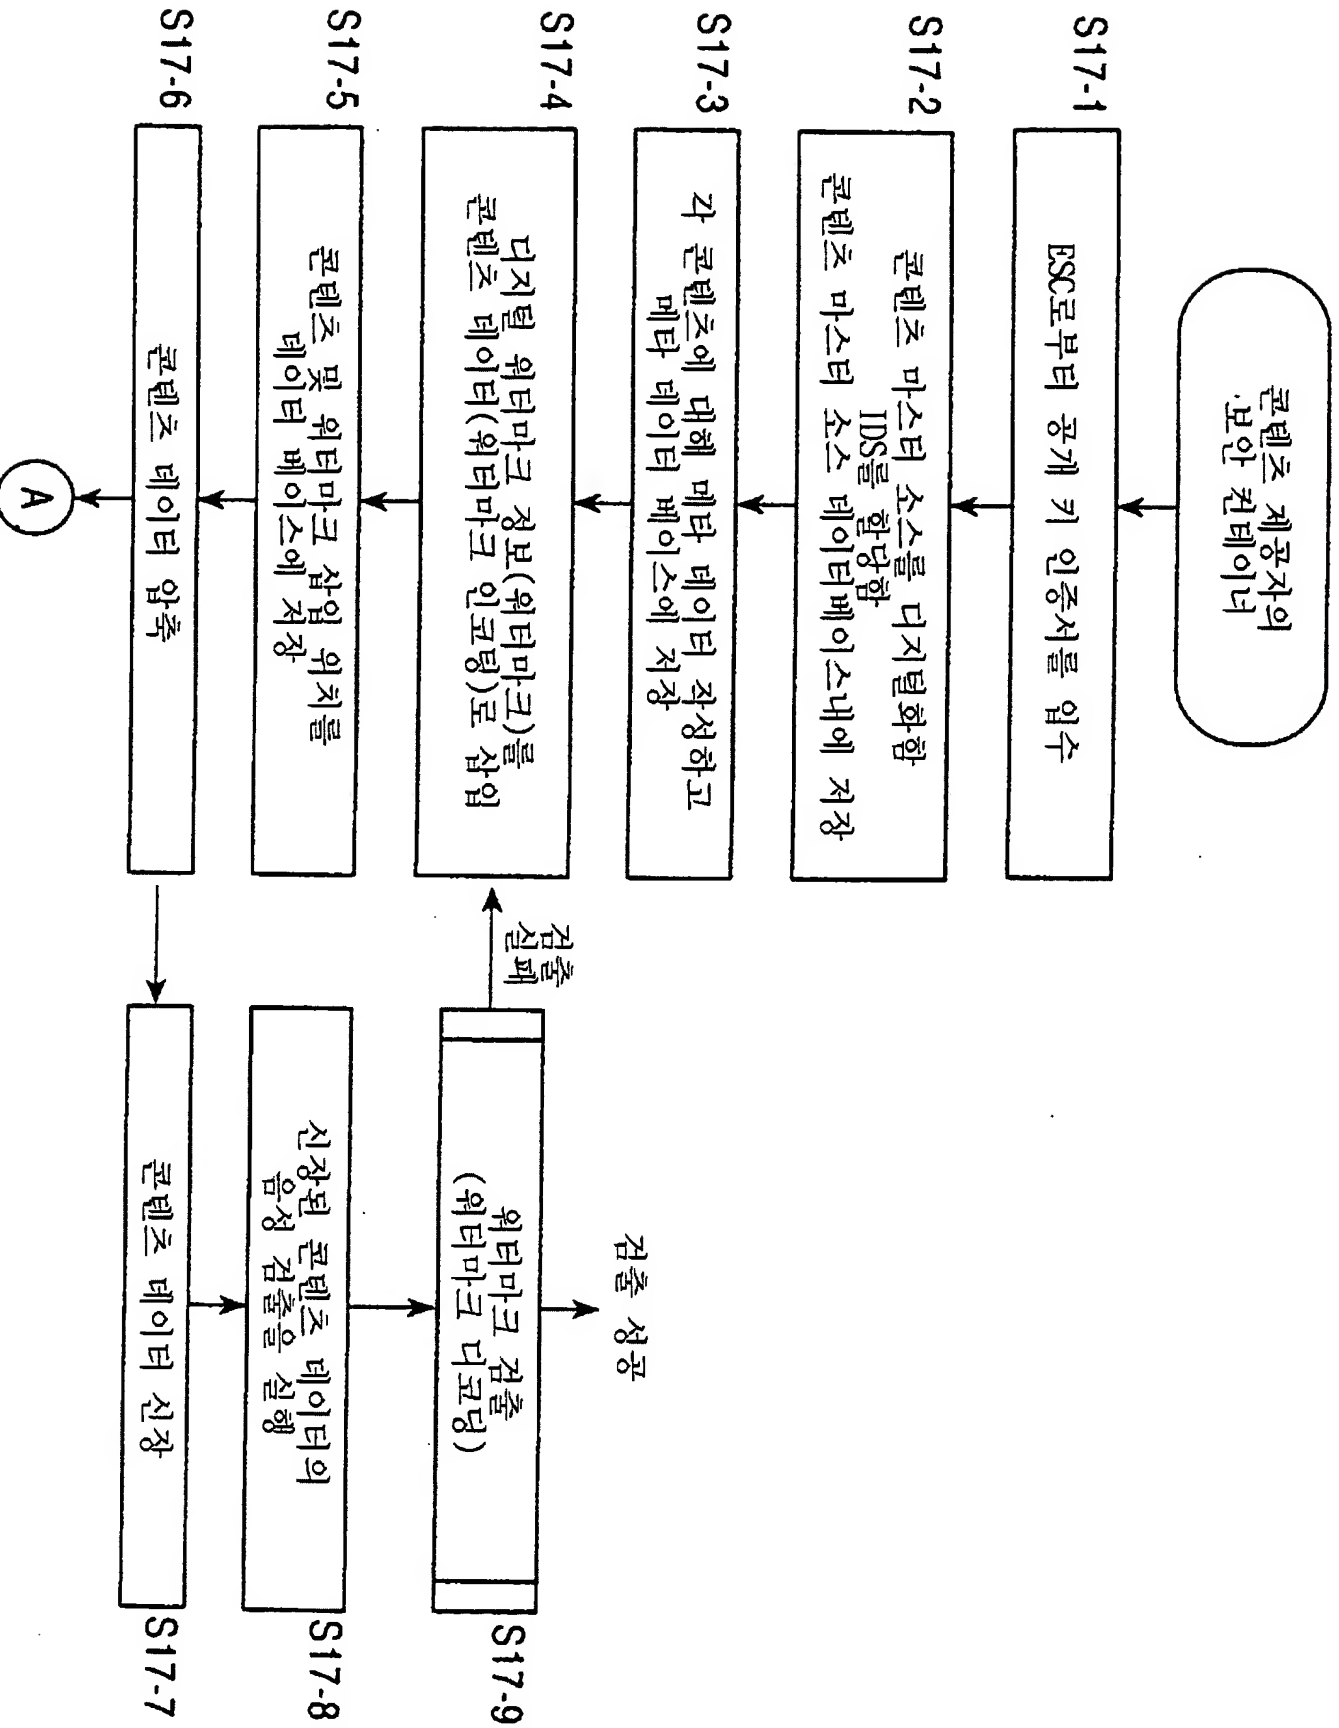 콘텐츠 제공자의
보안 컨테이너
S17-1
ESC로부터 공개 키 인증서를 입수
S17-2
콘텐츠 마스터 소스를 디지털화함
IDS를 할당함
콘텐츠 마스터 소스 데이터베이스내에 저장
S17-3
각 콘텐츠에 대해 메타 데이터 작성하고
메타 데이터 베이스에 저장
S17-4
디지털 워터마크 정보(워터마크)를
콘텐츠 데이터(워터마크 인코팅)로 삽입
S17-5
콘텐츠 및 워터마크 삽입 위치를
데이터 베이스에 저장
S17-6
콘텐츠 데이터 압축
A
콘텐츠 데이터 신장
S17-7
신장된 콘텐츠 데이터의
음성 검출을 실행
S17-8
워터마크 검출
(워터마크 디코딩)
S17-9
검출
실패
검출 성공